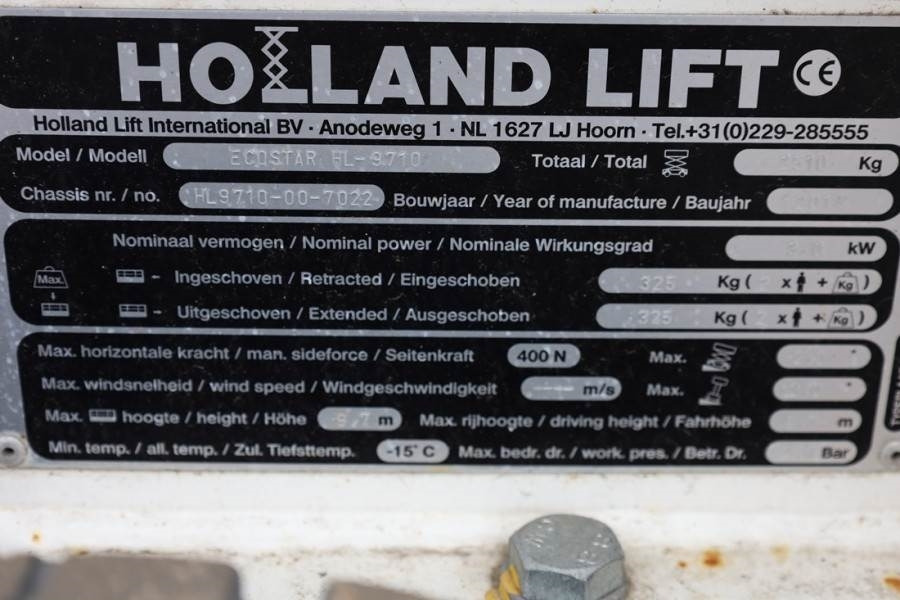 HOLLAND LIFT CE
Holland Lift International BV · Anodeweg 1 · NL 1627 LJ Hoorn · Tel.+31(0)229-285555
Model / Modell ECOSTAR HL-9710 Totaal / Total Kg
Chassis nr. / no. HL9710-00-7022 Bouwjaar / Year of manufacture / Baujahr
Nominaal vermogen / Nominal power / Nominale Wirkungsgrad kW
Max. Ingeschoven / Retracted / Eingeschoben 325 Kg ( x + Kg )
Uitgeschoven / Extended / Ausgeschoben 325 Kg ( x + Kg )
Max. horizontale kracht / man. sideforce / Seitenkraft 400 N Max. °
Max. windsnelheid / wind speed / Windgeschwindigkeit m/s Max. °
Max. hoogte / height / Höhe 9,7 m Max. rijhoogte / driving height / Fahrhöhe m
Min. temp. / all. temp. / Zul. Tiefsttemp. -15° C Max. bedr. dr. / work. pres. / Betr. Dr. Bar